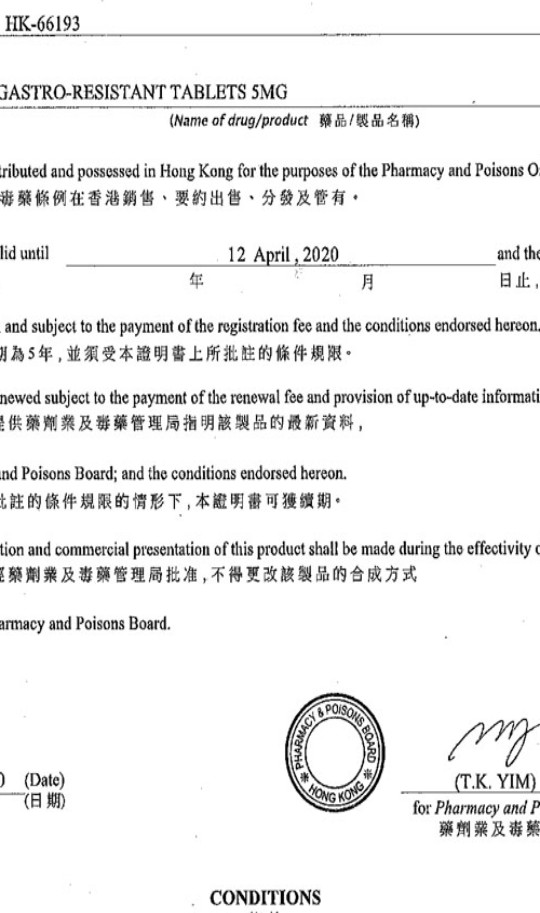 HK-66193
GASTRO-RESISTANT TABLETS 5MG
(Name of drug/product 藥品/製品名稱)
tributed and possessed in Hong Kong for the purposes of the Pharmacy and Poisons O
毒藥條例在香港銷售、要約出售、分發及管有。
lid until 12 April, 2020 and the
年 月 日止,
and subject to the payment of the registration fee and the conditions endorsed hereon.
期為5年,並須受本證明書上所批註的條件規限。
newed subject to the payment of the renewal fee and provision of up-to-date informati
提供藥劑業及毒藥管理局指明該製品的最新資料,
und Poisons Board; and the conditions endorsed hereon.
批註的條件規限的情形下,本證明書可獲續期。
tion and commercial presentation of this product shall be made during the effectivity o
經藥劑業及毒藥管理局批准,不得更改該製品的合成方式
armacy and Poisons Board.
PHARMACY & POISONS BOARD
HONG KONG
0 (Date)
(日期)
(T.K. YIM)
for Pharmacy and P
藥劑業及毒藥
CONDITIONS